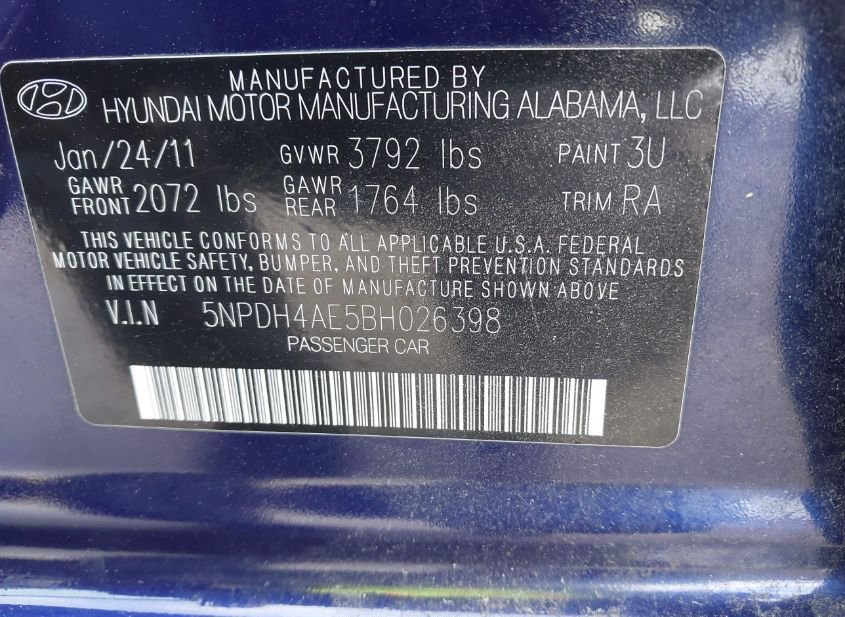 MANUFACTURED BY
HYUNDAI MOTOR MANUFACTURING ALABAMA, LLC
Jan/24/11 GVWR 3792 lbs PAINT 3U
GAWR FRONT 2072 lbs GAWR REAR 1764 lbs TRIM RA
THIS VEHICLE CONFORMS TO ALL APPLICABLE U.S.A. FEDERAL
MOTOR VEHICLE SAFETY, BUMPER, AND THEFT PREVENTION STANDARDS
IN EFFECT ON THE DATE OF MANUFACTURE SHOWN ABOVE
V.I.N 5NPDH4AE5BH026398
PASSENGER CAR